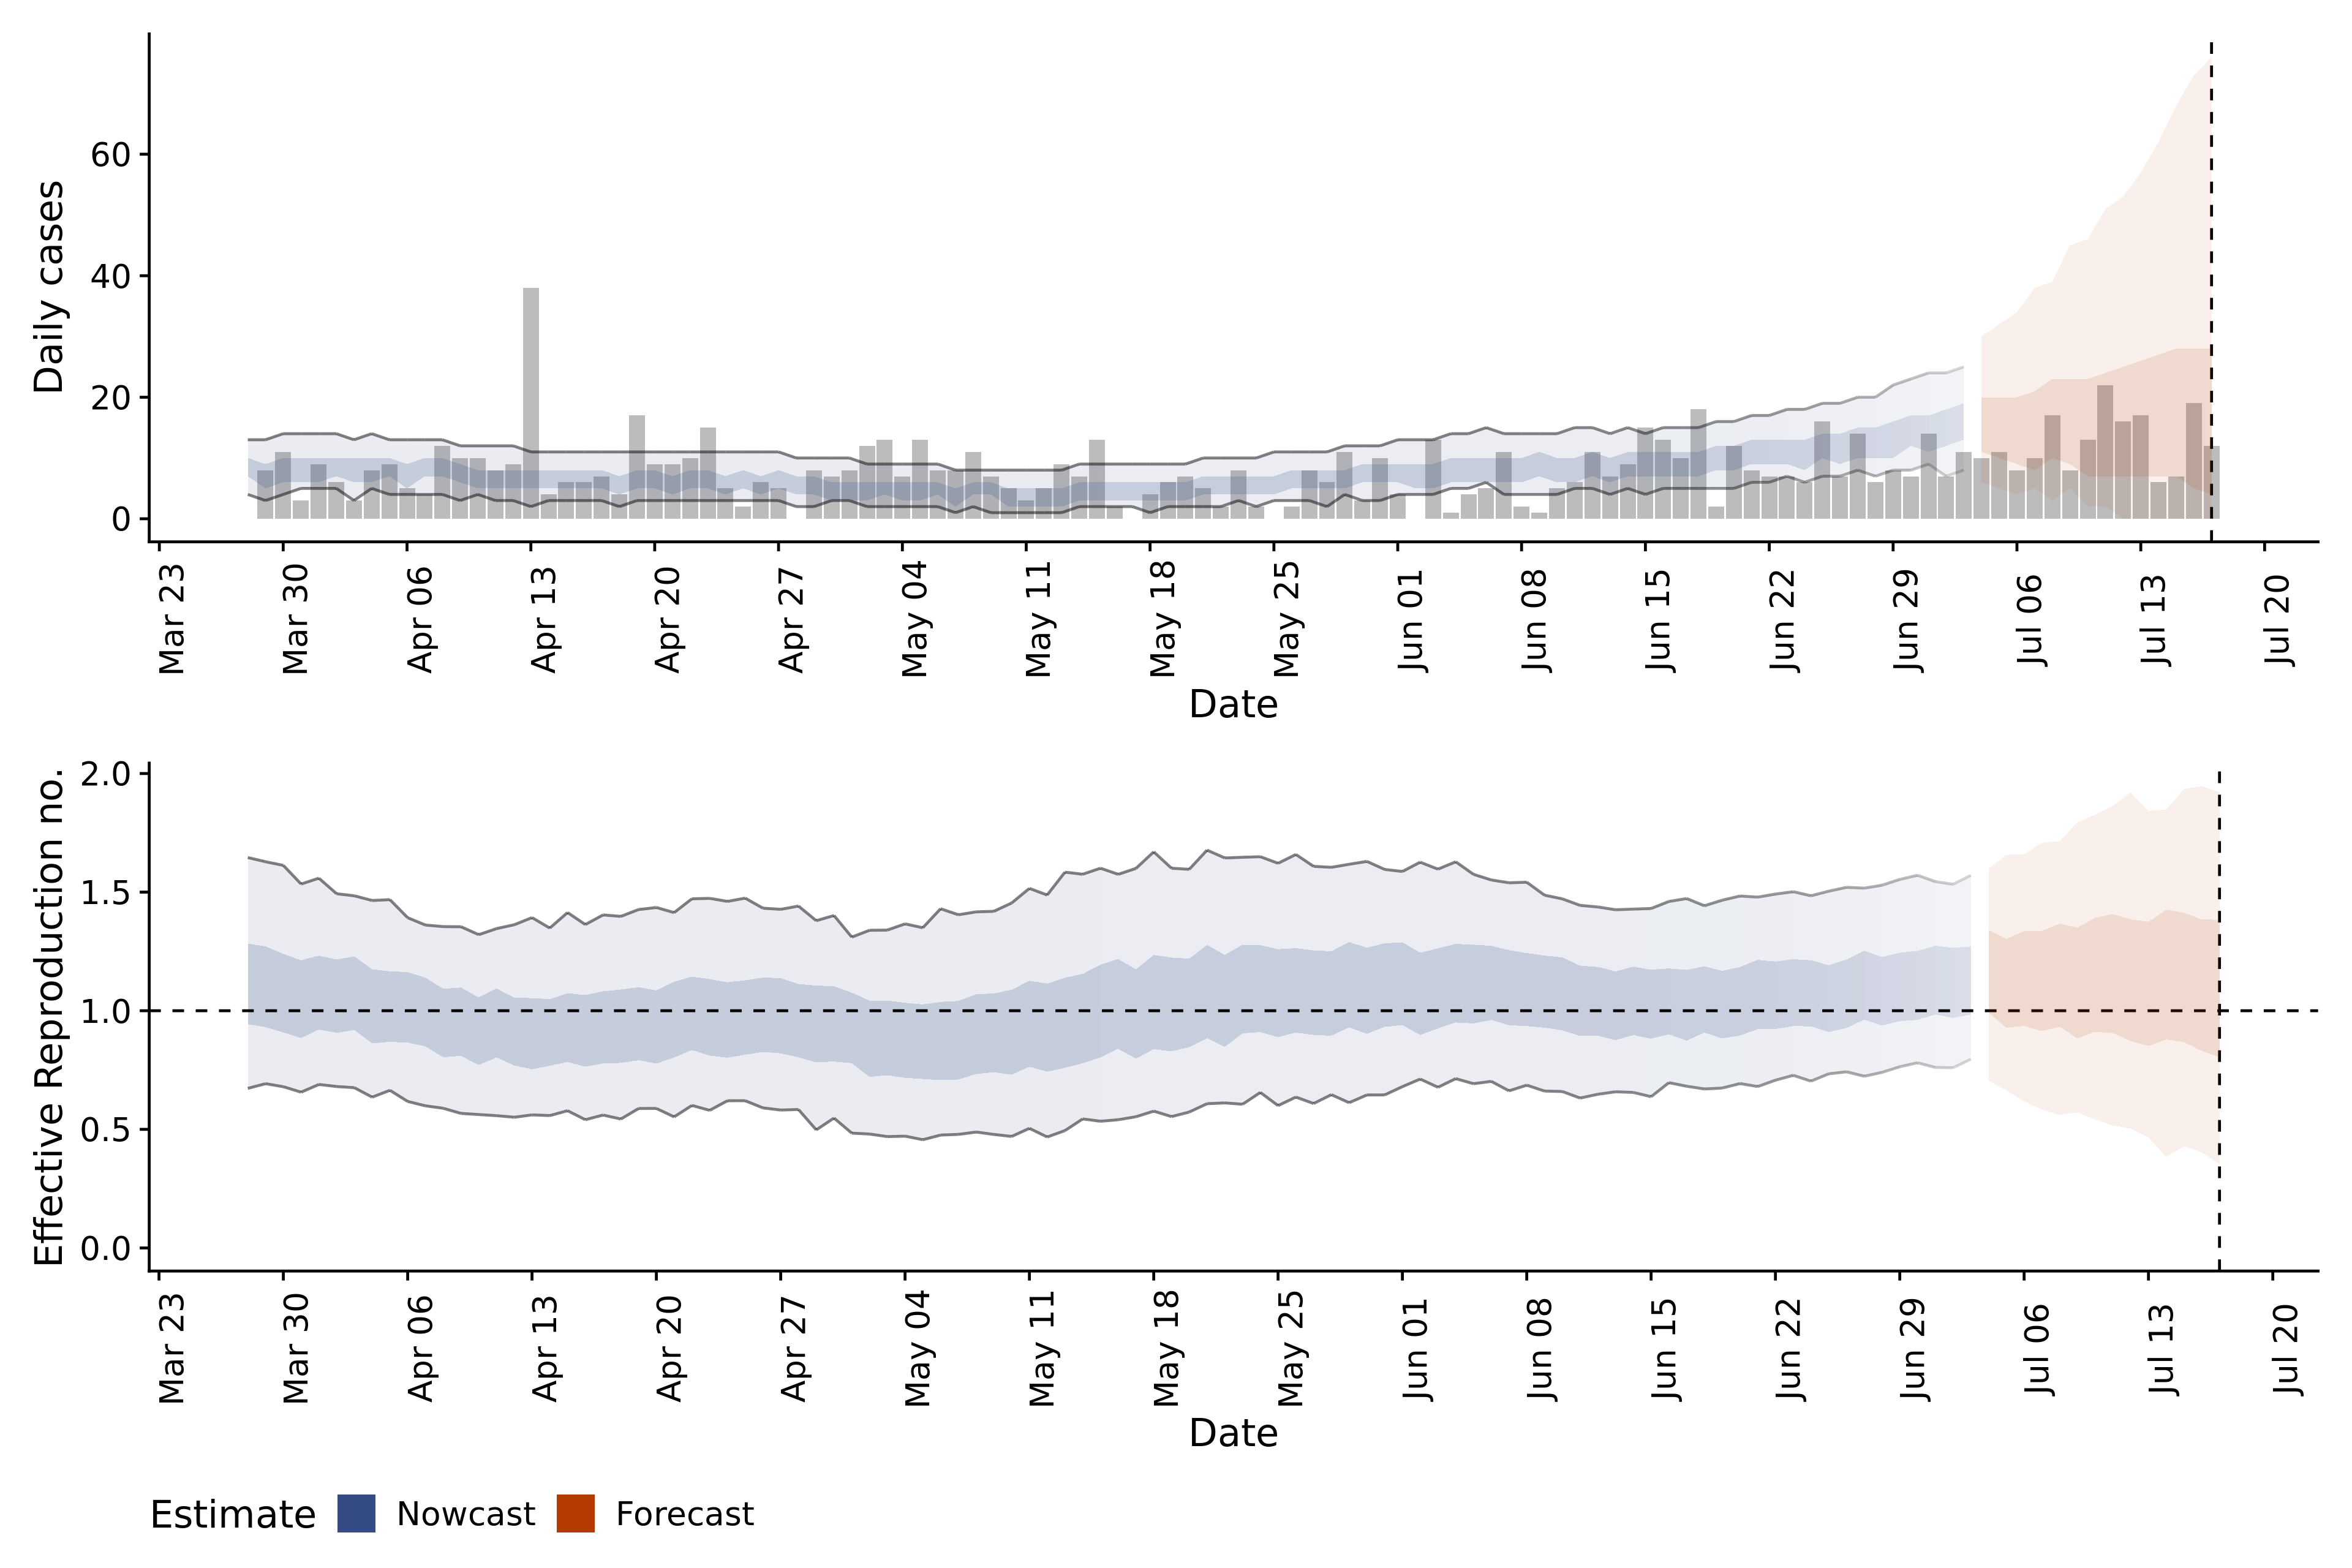 Daily cases
60
40
20
0
Mar 23
Mar 30
Apr 06
Apr 13
Apr 20
Apr 27
May 04
May 11
May 18
May 25
Jun 01
Jun 08
Jun 15
Jun 22
Jun 29
Jul 06
Jul 13
Jul 20
Date
Effective Reproduction no.
2.0
1.5
1.0
0.5
0.0
Mar 23
Mar 30
Apr 06
Apr 13
Apr 20
Apr 27
May 04
May 11
May 18
May 25
Jun 01
Jun 08
Jun 15
Jun 22
Jun 29
Jul 06
Jul 13
Jul 20
Date
Estimate Nowcast Forecast